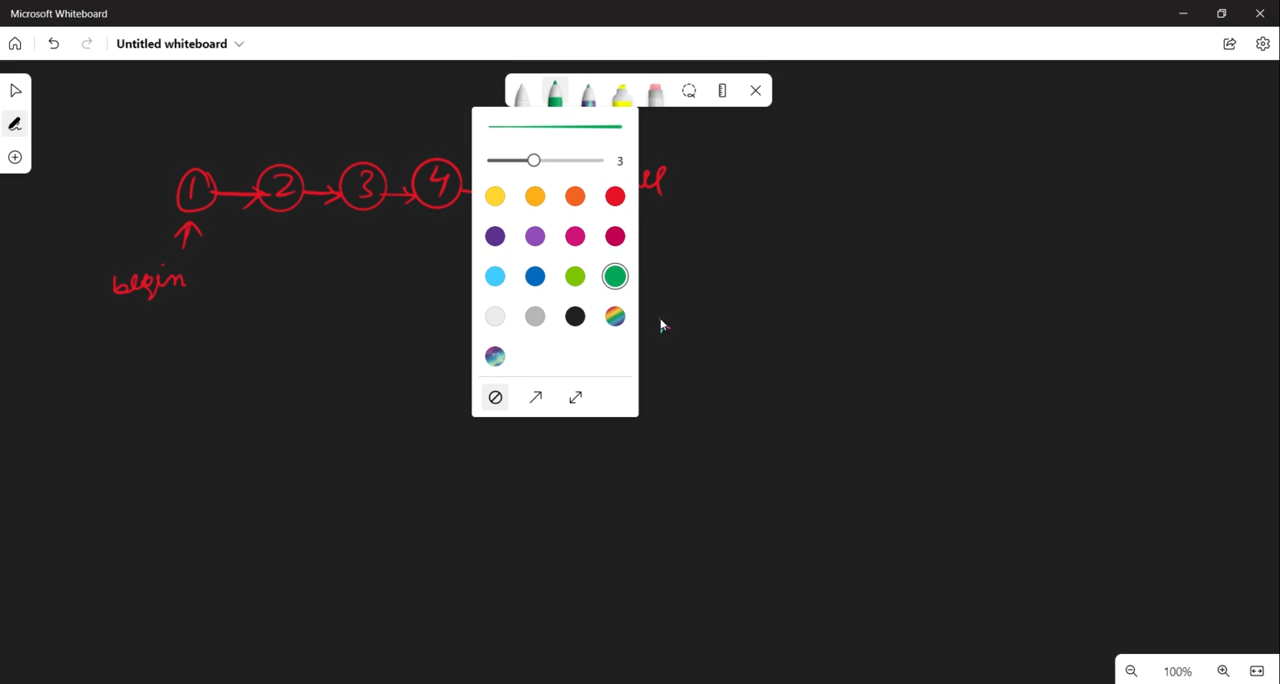 Microsoft Whiteboard
Untitled whiteboard
3
1 2 3 4
begin
100%